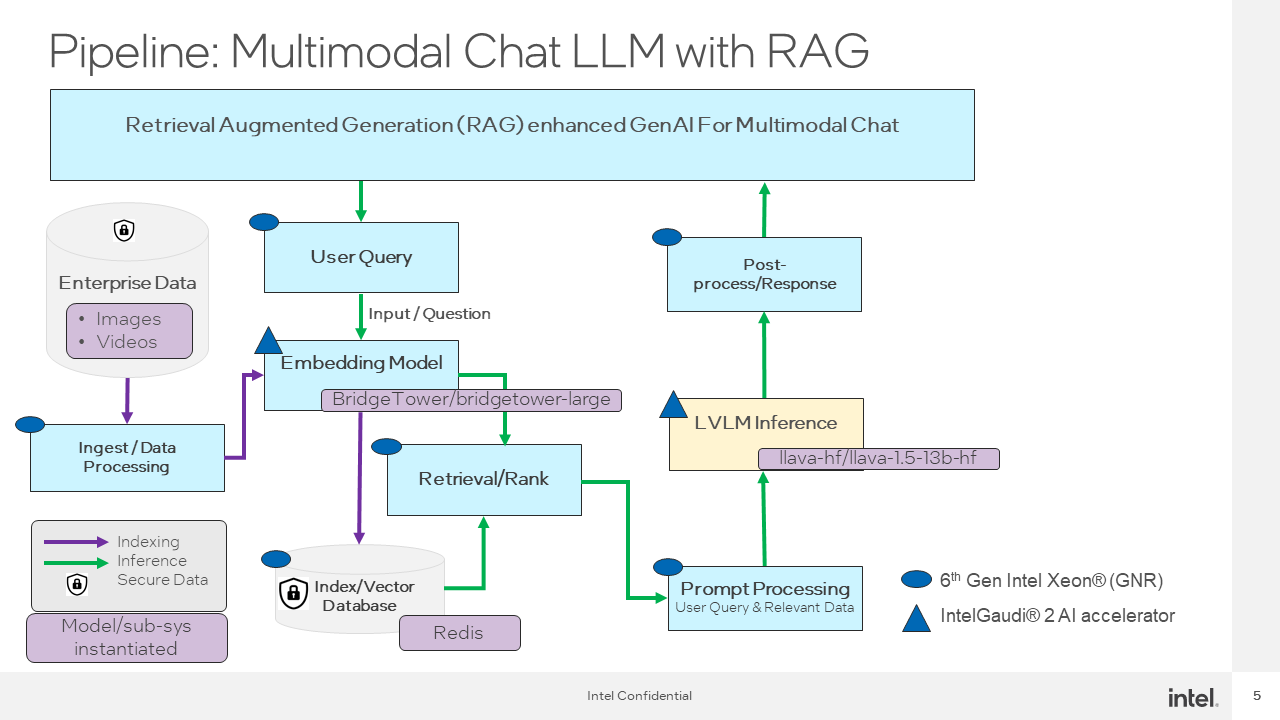 Pipeline: Multimodal Chat LLM with RAG
Retrieval Augmented Generation (RAG) enhanced GenAI For Multimodal Chat
Enterprise Data
• Images
• Videos
User Query
Input / Question
Embedding Model
BridgeTower/bridgetower-large
Ingest / Data
Processing
Retrieval/Rank
Index/Vector
Database
Redis
Post-
process/Response
LVLM Inference
llava-hf/llava-1.5-13b-hf
Prompt Processing
User Query & Relevant Data
Indexing
Inference
Secure Data
Model/sub-sys
instantiated
6th Gen Intel Xeon® (GNR)
IntelGaudi® 2 AI accelerator
Intel Confidential
intel.
5